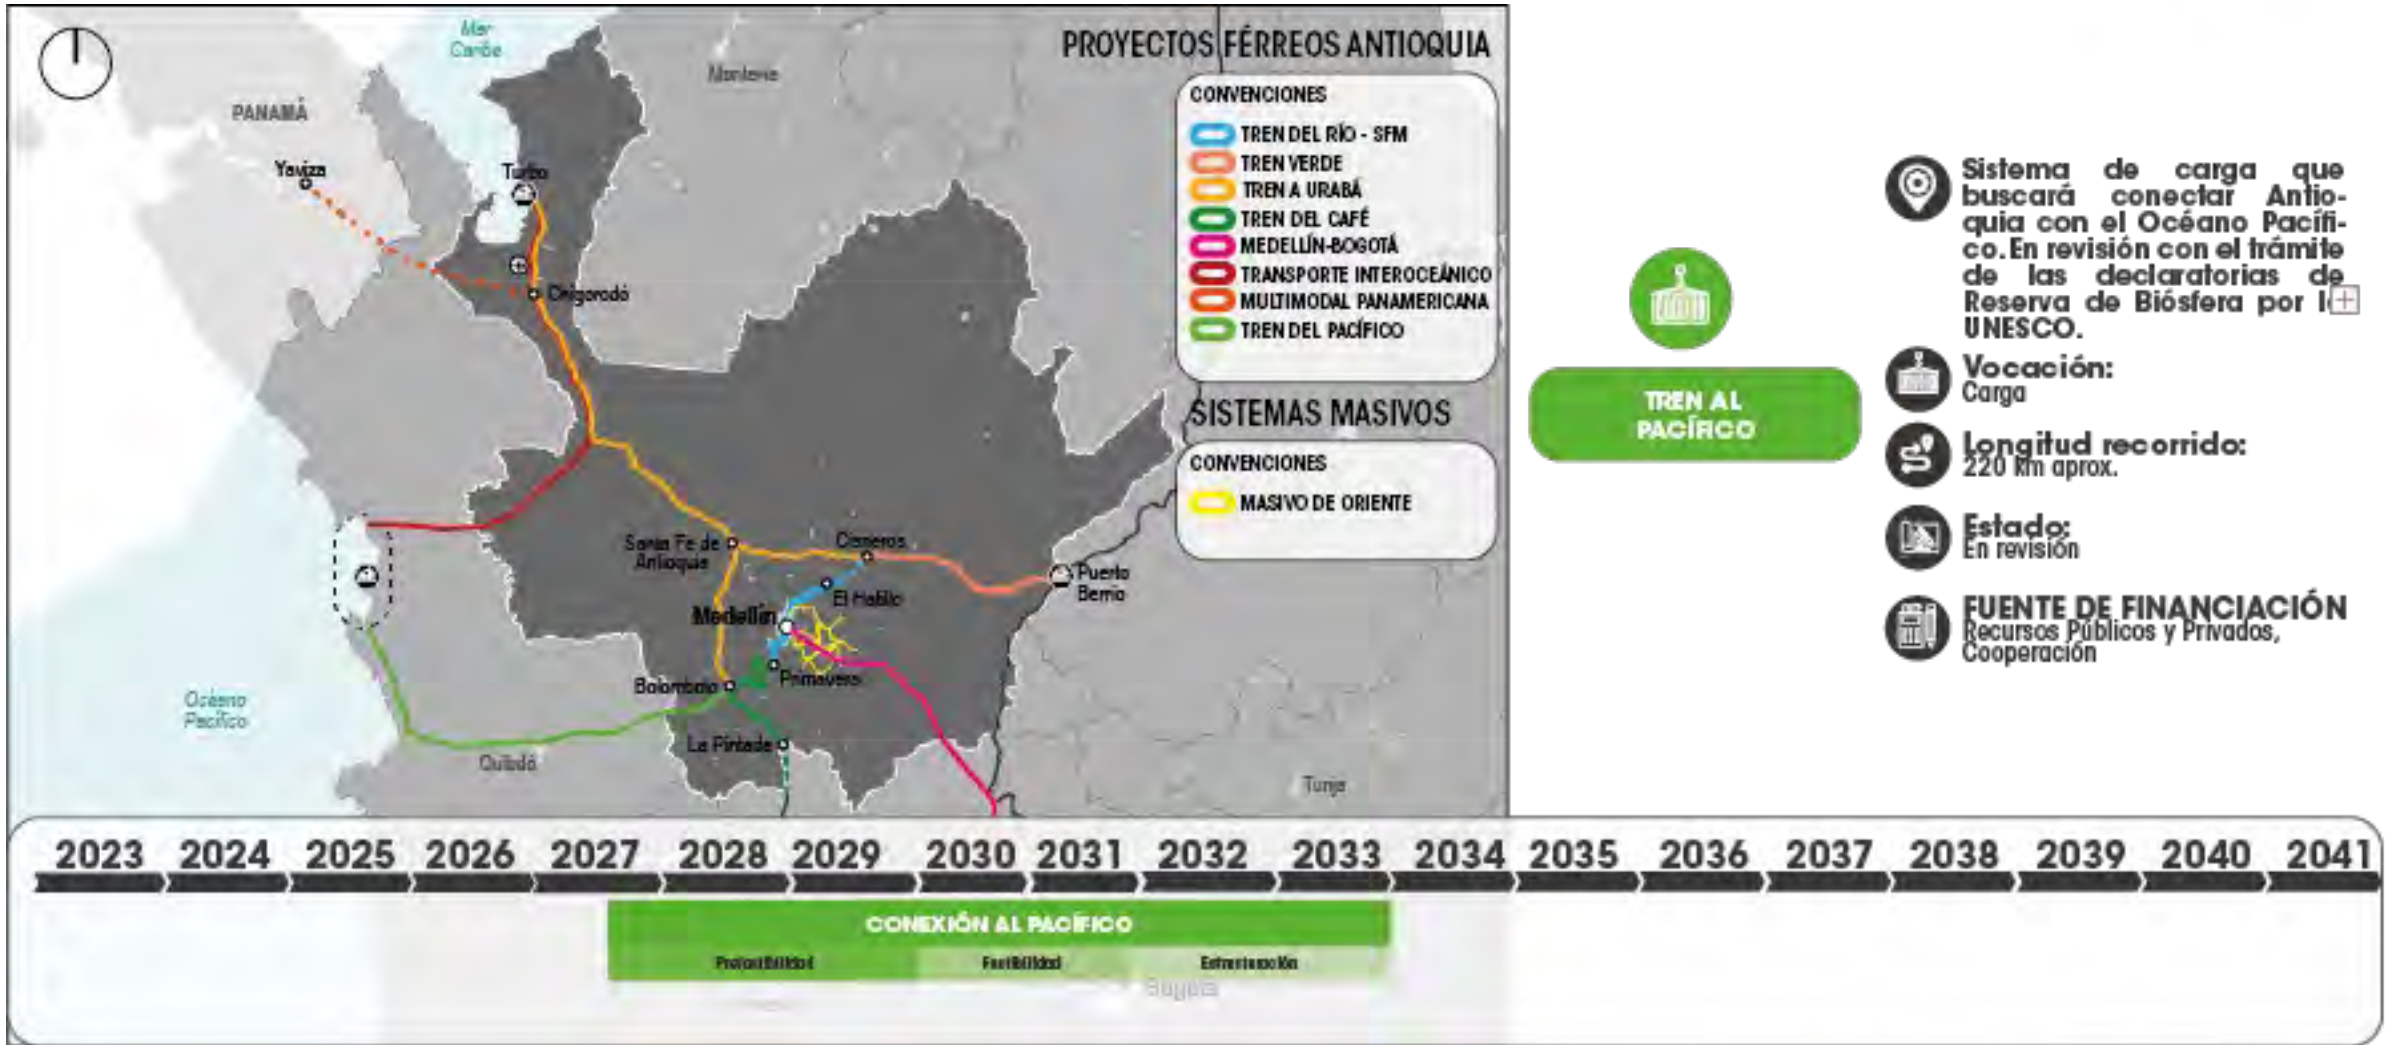 Mar
Caribe
PANAMÁ
Yaviza
Turbo
Montería
Chigorodó
Santa Fe de
Antioquia
Cisneros
El Hatillo
Medellín
Puerto
Berrío
Primavera
Bolombolo
La Pintada
Océano
Pacífico
Quibdó
Tunja
PROYECTOS FÉRREOS ANTIOQUIA
CONVENCIONES
TREN DEL RÍO - SFM
TREN VERDE
TREN A URABÁ
TREN DEL CAFÉ
MEDELLÍN-BOGOTÁ
TRANSPORTE INTEROCEÁNICO
MULTIMODAL PANAMERICANA
TREN DEL PACÍFICO
SISTEMAS MASIVOS
CONVENCIONES
MASIVO DE ORIENTE
TREN AL
PACÍFICO
Sistema de carga que
buscará conectar Antio-
quia con el Océano Pacífi-
co. En revisión con el trámite
de las declaratorias de
Reserva de Biósfera por
UNESCO.
Vocación:
Carga
Longitud recorrido:
220 km aprox.
Estado:
En revisión
FUENTE DE FINANCIACIÓN
Recursos Públicos y Privados,
Cooperación
2023 2024 2025 2026 2027 2028 2029 2030 2031 2032 2033 2034 2035 2036 2037 2038 2039 2040 2041
CONEXIÓN AL PACÍFICO
Prefactibilidad Factibilidad Estructuración
Bogotá